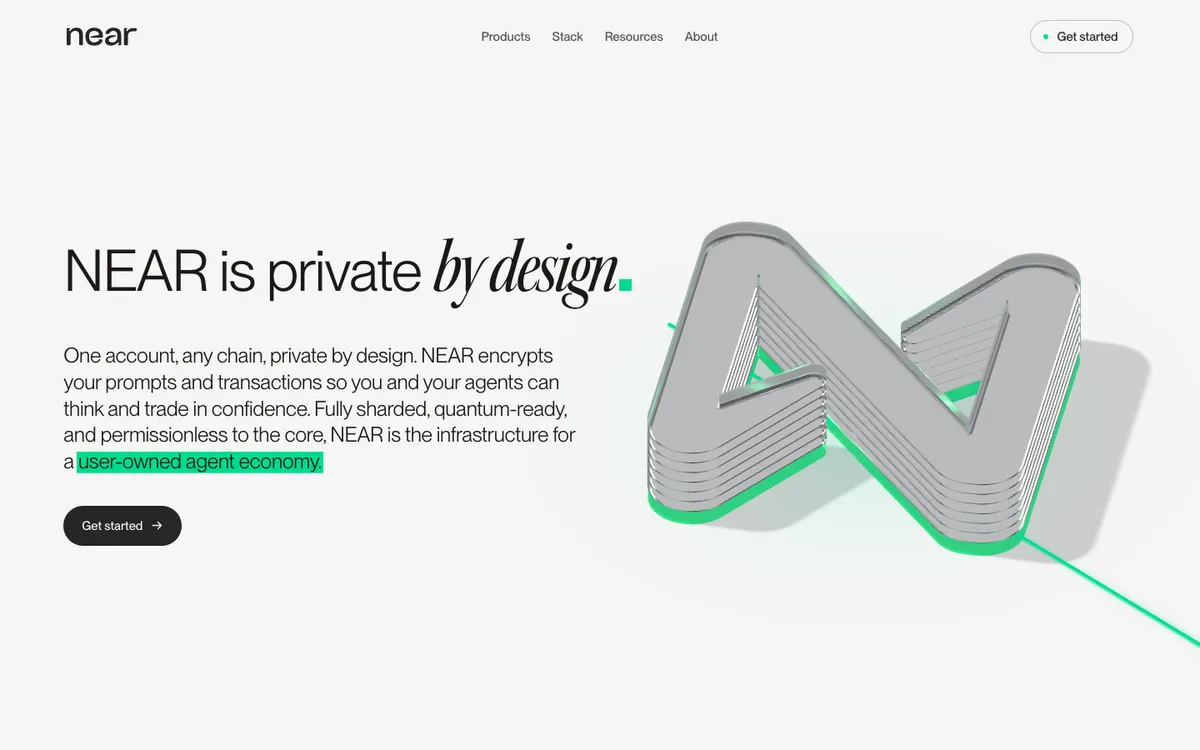 near
Products Stack Resources About
Get started
NEAR is private by design.
One account, any chain, private by design. NEAR encrypts
your prompts and transactions so you and your agents can
think and trade in confidence. Fully sharded, quantum-ready,
and permissionless to the core, NEAR is the infrastructure for
a user-owned agent economy.
Get started →